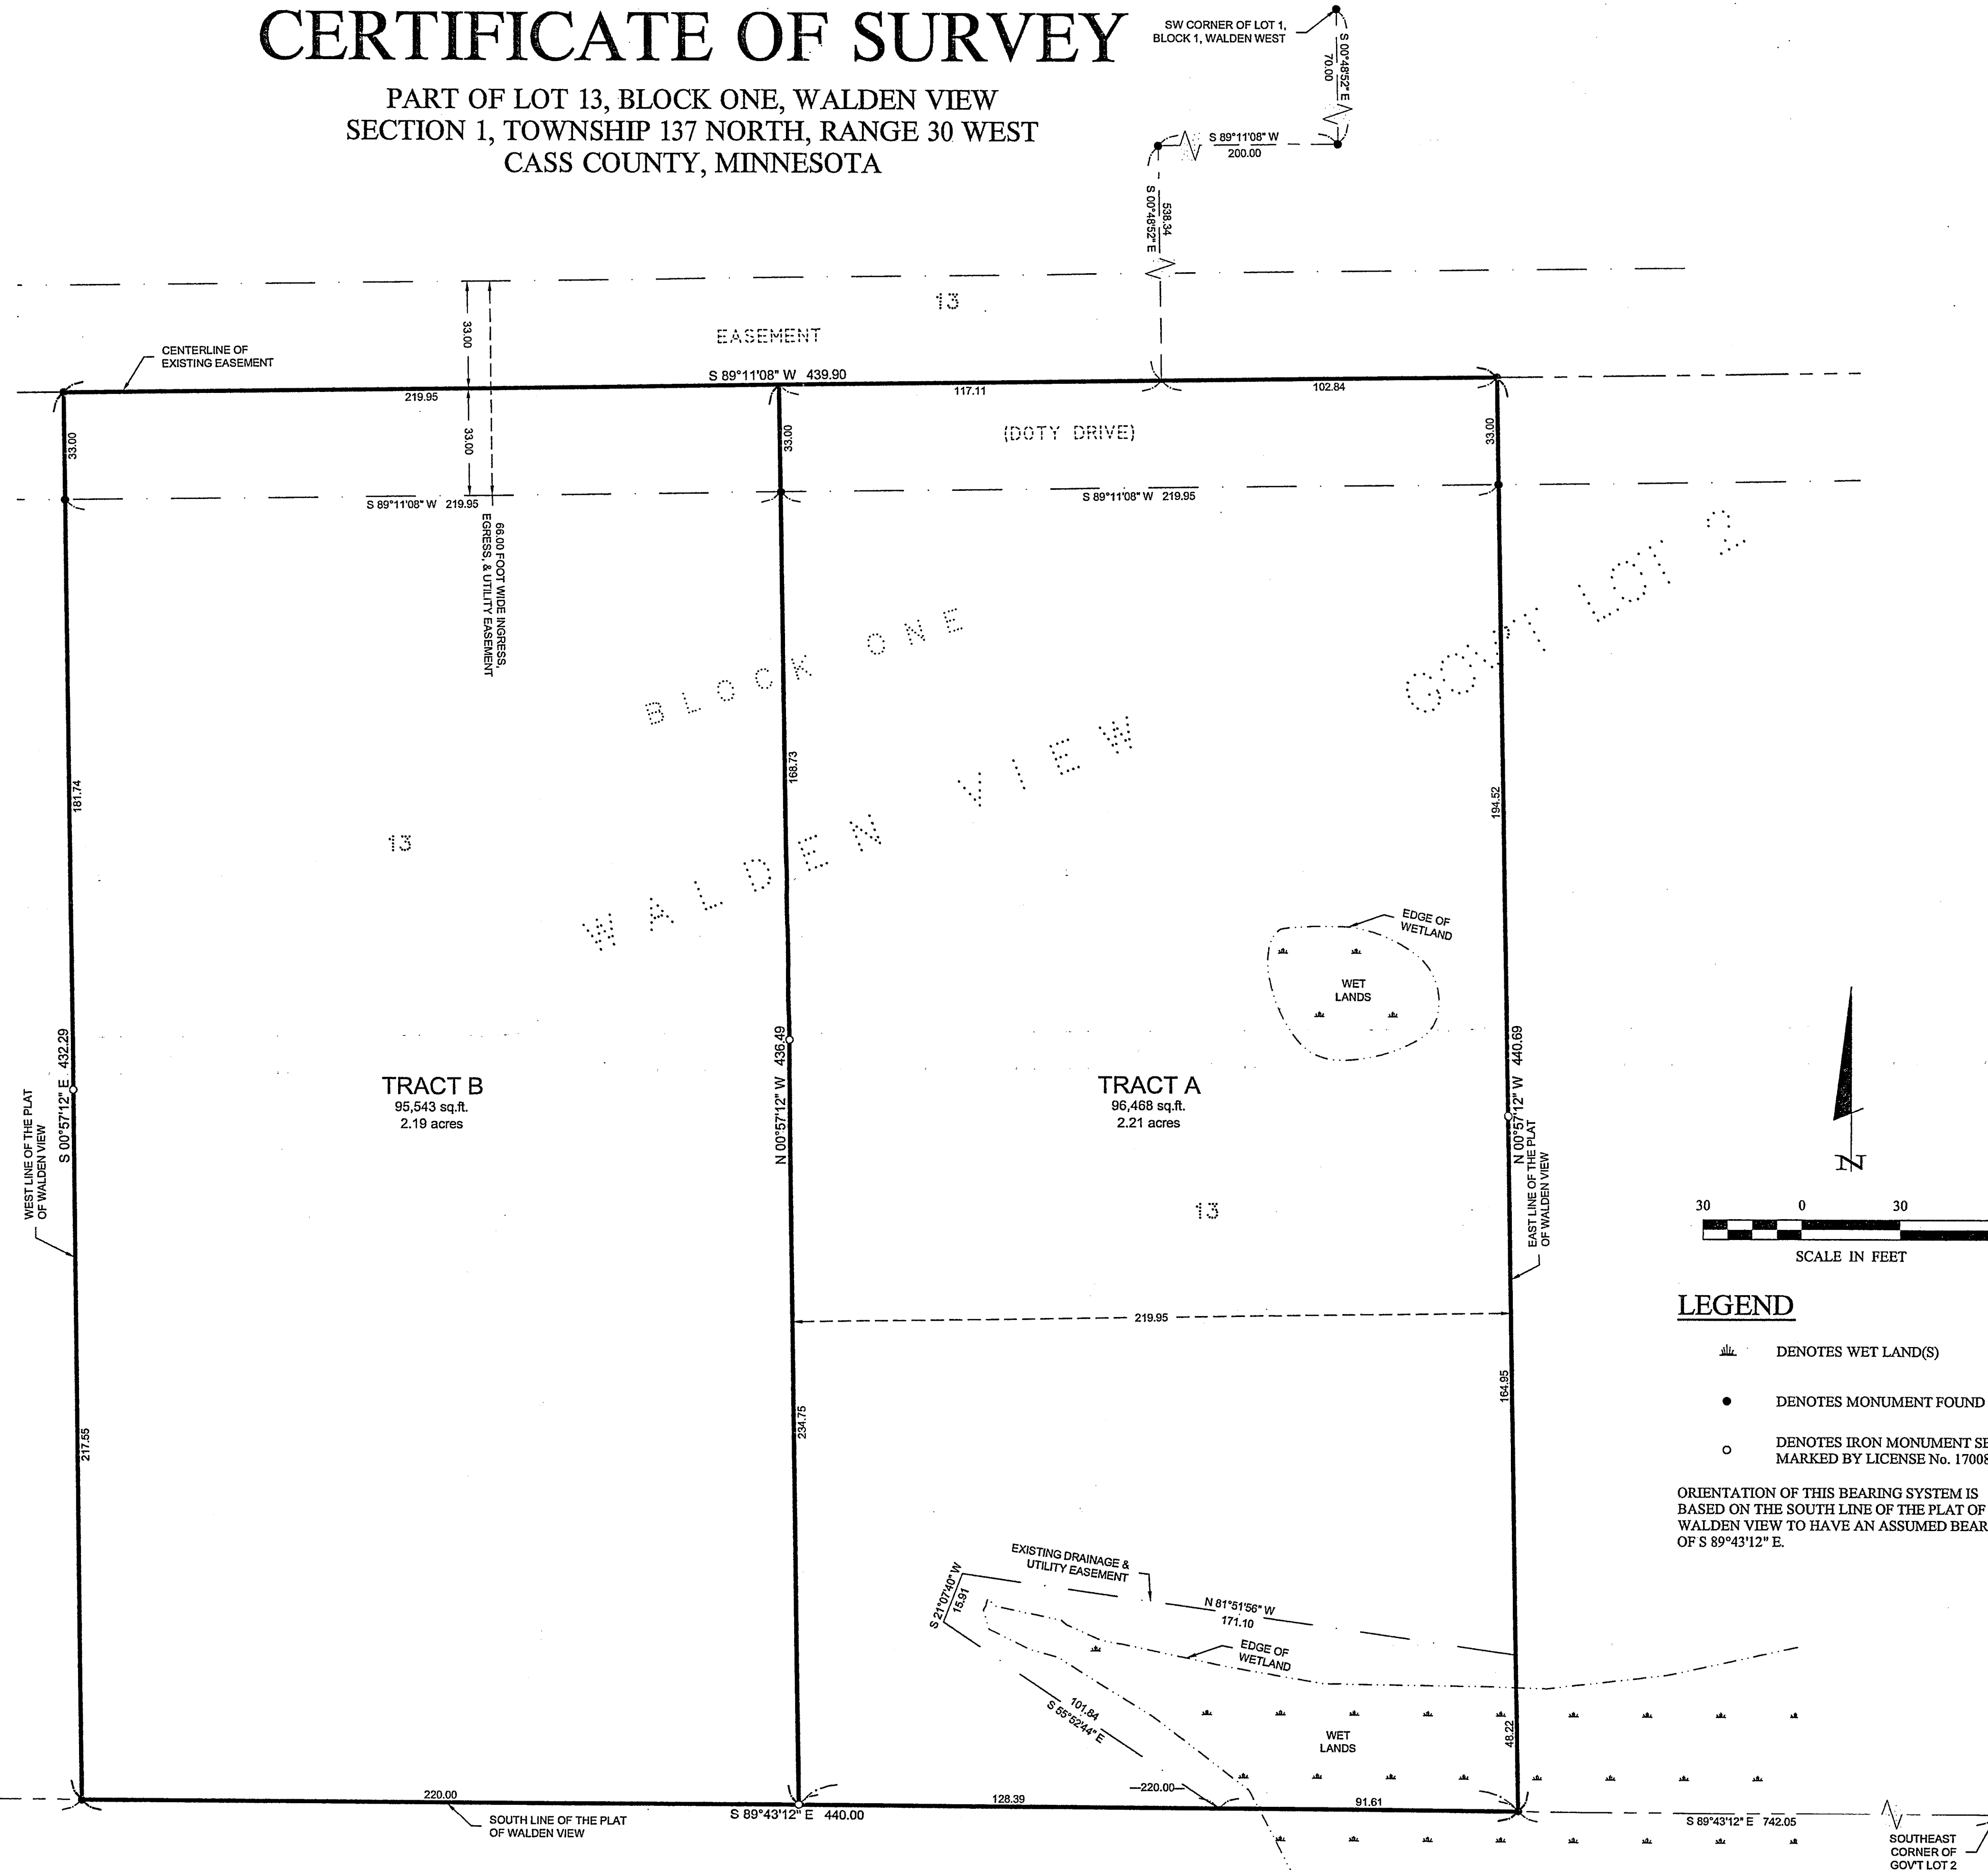 CERTIFICATE OF SURVEY
PART OF LOT 13, BLOCK ONE, WALDEN VIEW
SECTION 1, TOWNSHIP 137 NORTH, RANGE 30 WEST
CASS COUNTY, MINNESOTA
SW CORNER OF LOT 1,
BLOCK 1, WALDEN WEST
S 00°48'52" E
70.00
S 89°11'08" W
200.00
538.34
S 00°48'52" E
13
33.00
EASEMENT
CENTERLINE OF
EXISTING EASEMENT
S 89°11'08" W 439.90
219.95
117.11
102.84
33.00
33.00
33.00
(DOTY DRIVE)
33.00
S 89°11'08" W 219.95
S 89°11'08" W 219.95
66.00 FOOT WIDE INGRESS,
EGRESS, & UTILITY EASEMENT
BLOCK ONE
WALDEN VIEW
GOV'T LOT 2
181.74
168.73
194.52
13
EDGE OF
WETLAND
WET
LANDS
S 00°57'12" E 432.29
N 00°57'12" W 436.49
N 00°57'12" W 440.69
TRACT B
95,543 sq.ft.
2.19 acres
TRACT A
96,468 sq.ft.
2.21 acres
WEST LINE OF THE PLAT
OF WALDEN VIEW
EAST LINE OF THE PLAT
OF WALDEN VIEW
13
N
30 0 30
SCALE IN FEET
219.95
LEGEND
DENOTES WET LAND(S)
DENOTES MONUMENT FOUND
DENOTES IRON MONUMENT SE
MARKED BY LICENSE No. 17008
ORIENTATION OF THIS BEARING SYSTEM IS
BASED ON THE SOUTH LINE OF THE PLAT OF
WALDEN VIEW TO HAVE AN ASSUMED BEAR
OF S 89°43'12" E.
217.55
234.75
164.95
EXISTING DRAINAGE &
UTILITY EASEMENT
S 21°07'40" W
15.91
N 81°51'56" W
171.10
EDGE OF
WETLAND
101.84
S 55°52'44" E
WET
LANDS
48.22
220.00
128.39
220.00
91.61
S 89°43'12" E 440.00
SOUTH LINE OF THE PLAT
OF WALDEN VIEW
S 89°43'12" E 742.05
SOUTHEAST
CORNER OF
GOV'T LOT 2